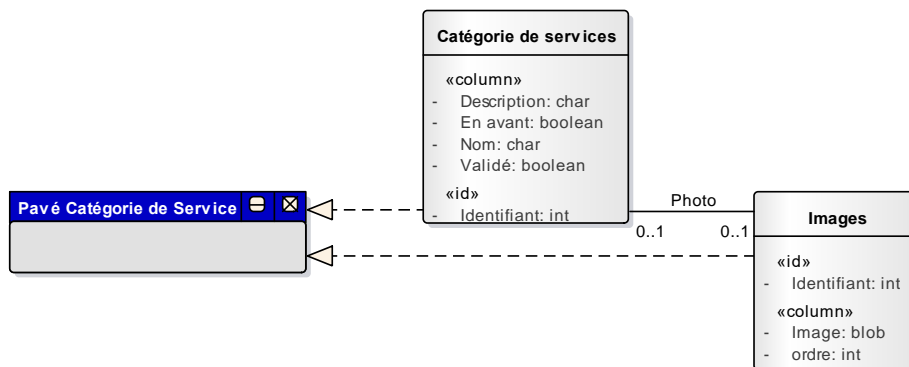 Catégorie de services
«column»
- Description: char
- En avant: boolean
- Nom: char
- Validé: boolean
«id»
- Identifiant: int
Pavé Catégorie de Service
Photo
0..1 0..1
Images
«id»
- Identifiant: int
«column»
- Image: blob
- ordre: int